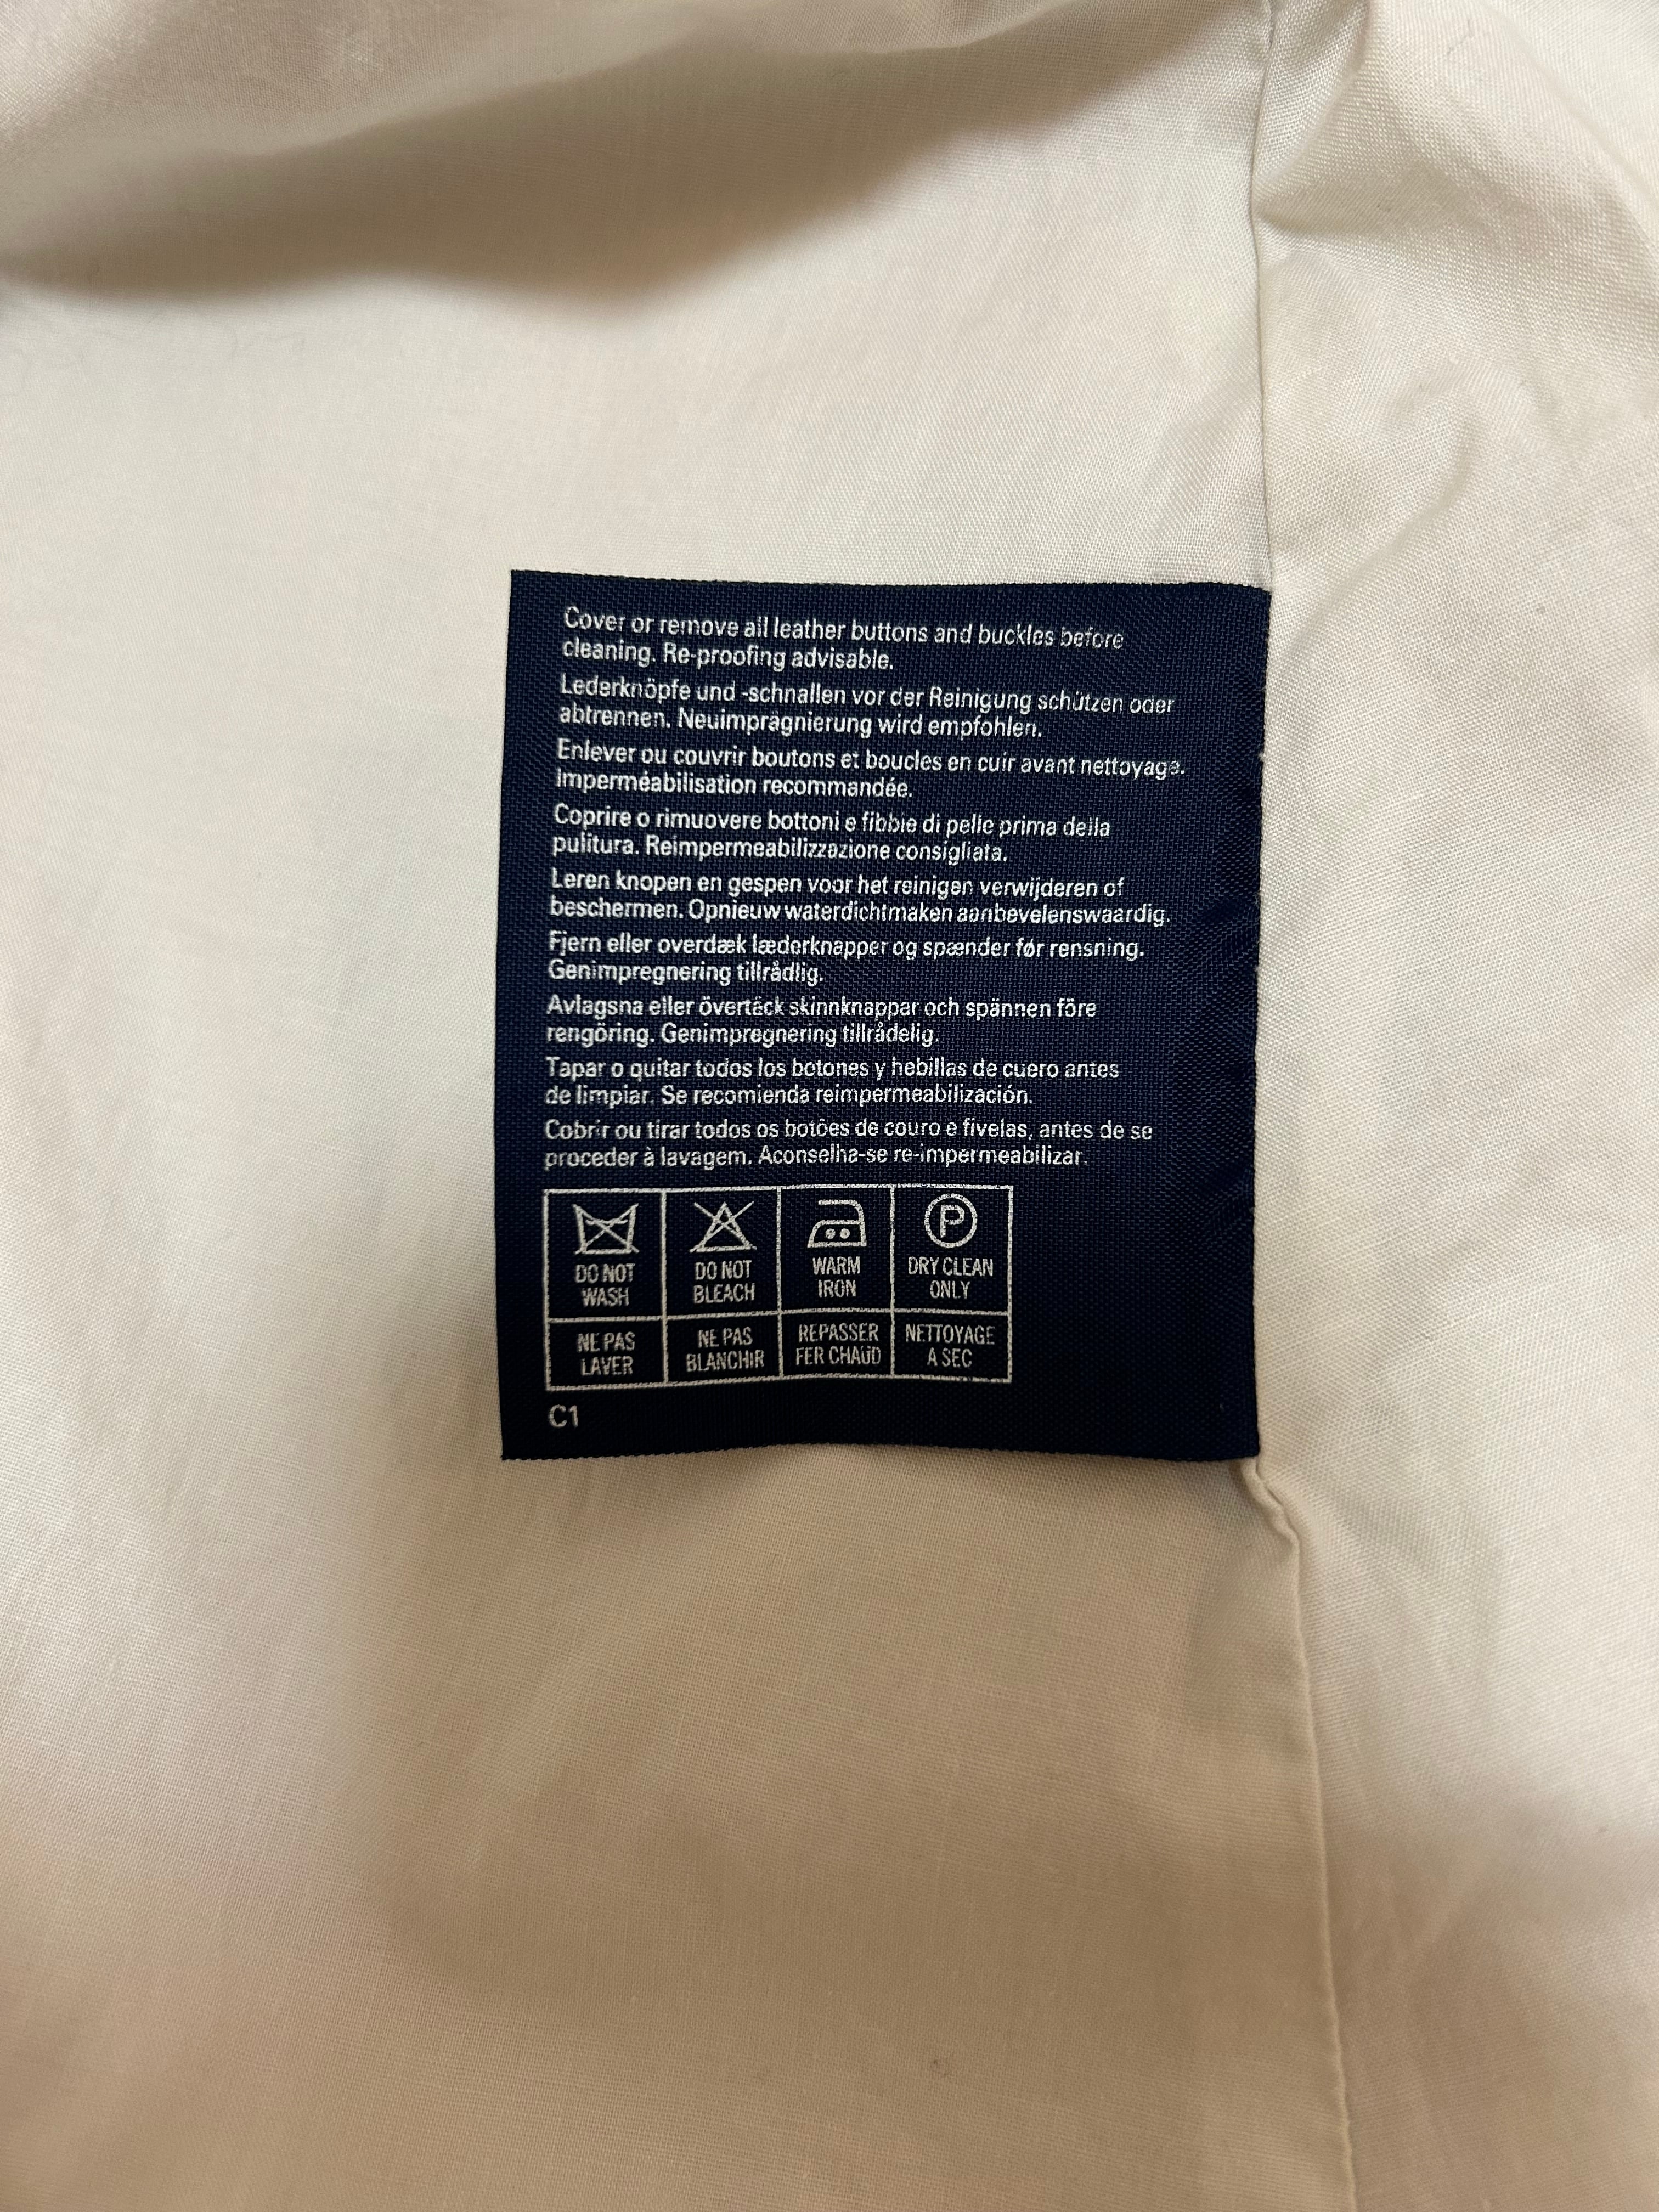 Cover or remove all leather buttons and buckles before
cleaning. Re-proofing advisable.
Lederknöpfe und -schnallen vor der Reinigung schützen oder
abtrennen. Neuimprägnierung wird empfohlen.
Enlever ou couvrir boutons et boucles en cuir avant nettoyage.
Imperméabilisation recommandée.
Coprire o rimuovere bottoni e fibbie di pelle prima della
pulitura. Reimpermeabilizzazione consigliata.
Leren knopen en gespen voor het reinigen verwijderen of
beschermen. Opnieuw waterdichtmaken aanbevelenswaardig.
Fjern eller overdæk læderknapper og spænder før rensning.
Genimpregnering tillrådlig.
Avlagsna eller övertäck skinnknappar och spännen före
rengöring. Genimpregnering tillrådelig.
Tapar o quitar todos los botones y hebillas de cuero antes
de limpiar. Se recomienda reimpermeabilización.
Cobrir ou tirar todos os botões de couro e fivelas, antes de se
proceder à lavagem. Aconselha-se re-impermeabilizar.
P
DO NOT WASH DO NOT BLEACH WARM IRON DRY CLEAN ONLY
NE PAS LAVER NE PAS BLANCHIR REPASSER FER CHAUD NETTOYAGE A SEC
C1